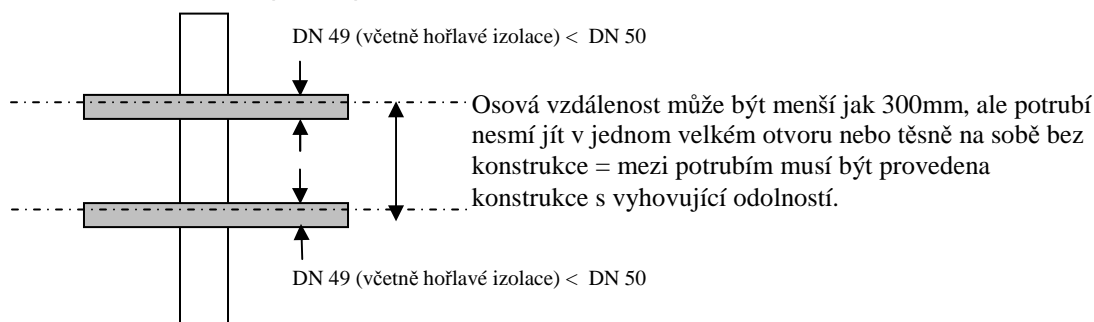 DN 49 (včetně hořlavé izolace) < DN 50
Osová vzdálenost může být menší jak 300mm, ale potrubí
nesmí jít v jednom velkém otvoru nebo těsně na sobě bez
konstrukce = mezi potrubím musí být provedena
konstrukce s vyhovující odolností.
DN 49 (včetně hořlavé izolace) < DN 50